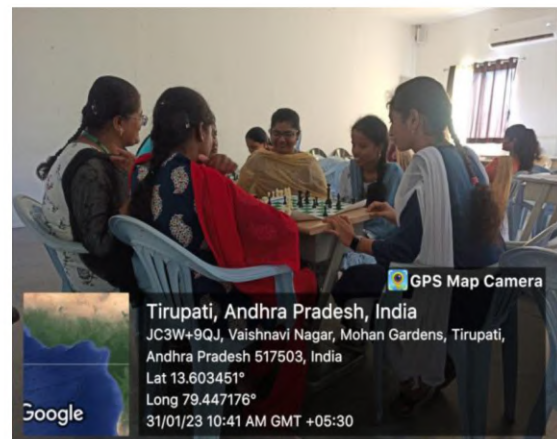 GPS Map Camera
Tirupati, Andhra Pradesh, India
JC3W+9QJ, Vaishnavi Nagar, Mohan Gardens, Tirupati,
Andhra Pradesh 517503, India
Lat 13.603451°
Long 79.447176°
31/01/23 10:41 AM GMT +05:30
Google